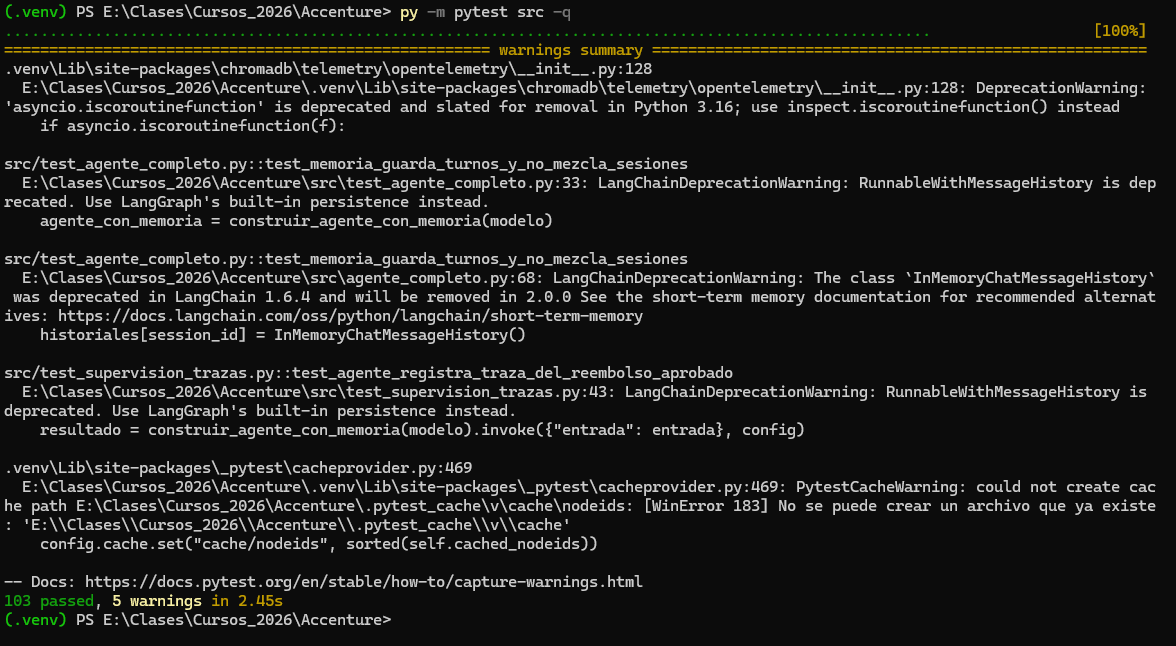 (.venv) PS E:\Clases\Cursos_2026\Accenture> py -m pytest src -q
....................................................................................................... [100%]
====================================================== warnings summary =======================================================
.venv\Lib\site-packages\chromadb\telemetry\opentelemetry\__init__.py:128
  E:\Clases\Cursos_2026\Accenture\.venv\Lib\site-packages\chromadb\telemetry\opentelemetry\__init__.py:128: DeprecationWarning:
'asyncio.iscoroutinefunction' is deprecated and slated for removal in Python 3.16; use inspect.iscoroutinefunction() instead
    if asyncio.iscoroutinefunction(f):

src/test_agente_completo.py::test_memoria_guarda_turnos_y_no_mezcla_sesiones
  E:\Clases\Cursos_2026\Accenture\src\test_agente_completo.py:33: LangChainDeprecationWarning: RunnableWithMessageHistory is dep
recated. Use LangGraph's built-in persistence instead.
    agente_con_memoria = construir_agente_con_memoria(modelo)

src/test_agente_completo.py::test_memoria_guarda_turnos_y_no_mezcla_sesiones
  E:\Clases\Cursos_2026\Accenture\src\agente_completo.py:68: LangChainDeprecationWarning: The class `InMemoryChatMessageHistory`
 was deprecated in LangChain 1.6.4 and will be removed in 2.0.0 See the short-term memory documentation for recommended alternat
ives: https://docs.langchain.com/oss/python/langchain/short-term-memory
    historiales[session_id] = InMemoryChatMessageHistory()

src/test_supervision_trazas.py::test_agente_registra_traza_del_reembolso_aprobado
  E:\Clases\Cursos_2026\Accenture\src\test_supervision_trazas.py:43: LangChainDeprecationWarning: RunnableWithMessageHistory is
deprecated. Use LangGraph's built-in persistence instead.
    resultado = construir_agente_con_memoria(modelo).invoke({"entrada": entrada}, config)

.venv\Lib\site-packages\_pytest\cacheprovider.py:469
  E:\Clases\Cursos_2026\Accenture\.venv\Lib\site-packages\_pytest\cacheprovider.py:469: PytestCacheWarning: could not create cac
he path E:\Clases\Cursos_2026\Accenture\.pytest_cache\v\cache\nodeids: [WinError 183] No se puede crear un archivo que ya existe
: 'E:\\Clases\\Cursos_2026\\Accenture\\.pytest_cache\\v\\cache'
    config.cache.set("cache/nodeids", sorted(self.cached_nodeids))

-- Docs: https://docs.pytest.org/en/stable/how-to/capture-warnings.html
103 passed, 5 warnings in 2.45s
(.venv) PS E:\Clases\Cursos_2026\Accenture>